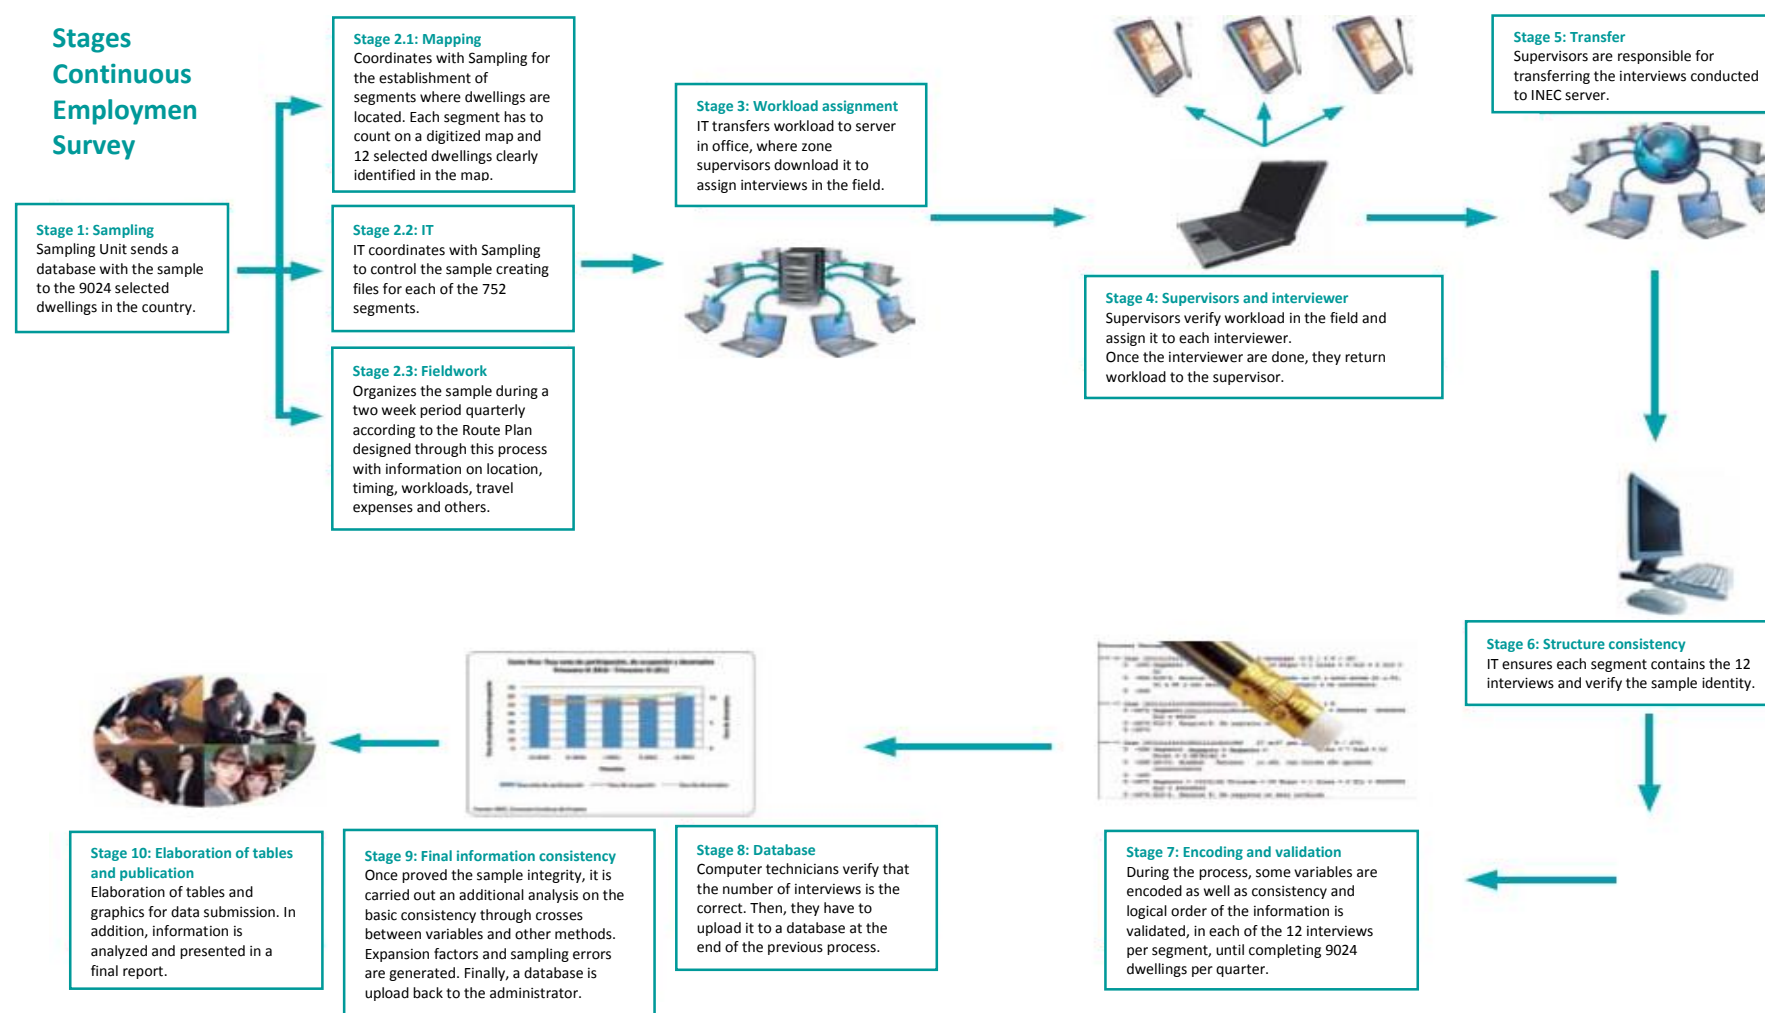 Stages
Continuous
Employmen
Survey
Stage 1: Sampling
Sampling Unit sends a
database with the sample
to the 9024 selected
dwellings in the country.
Stage 2.1: Mapping
Coordinates with Sampling for
the establishment of
segments where dwellings are
located. Each segment has to
count on a digitized map and
12 selected dwellings clearly
identified in the map.
Stage 2.2: IT
IT coordinates with Sampling
to control the sample creating
files for each of the 752
segments.
Stage 2.3: Fieldwork
Organizes the sample during a
two week period quarterly
according to the Route Plan
designed through this process
with information on location,
timing, workloads, travel
expenses and others.
Stage 3: Workload assignment
IT transfers workload to server
in office, where zone
supervisors download it to
assign interviews in the field.
Stage 4: Supervisors and interviewer
Supervisors verify workload in the field and
assign it to each interviewer.
Once the interviewer are done, they return
workload to the supervisor.
Stage 5: Transfer
Supervisors are responsible for
transferring the interviews conducted
to INEC server.
Stage 6: Structure consistency
IT ensures each segment contains the 12
interviews and verify the sample identity.
Stage 7: Encoding and validation
During the process, some variables are
encoded as well as consistency and
logical order of the information is
validated, in each of the 12 interviews
per segment, until completing 9024
dwellings per quarter.
Stage 8: Database
Computer technicians verify that
the number of interviews is the
correct. Then, they have to
upload it to a database at the
end of the previous process.
Stage 9: Final information consistency
Once proved the sample integrity, it is
carried out an additional analysis on the
basic consistency through crosses
between variables and other methods.
Expansion factors and sampling errors
are generated. Finally, a database is
upload back to the administrator.
Stage 10: Elaboration of tables
and publication
Elaboration of tables and
graphics for data submission. In
addition, information is
analyzed and presented in a
final report.